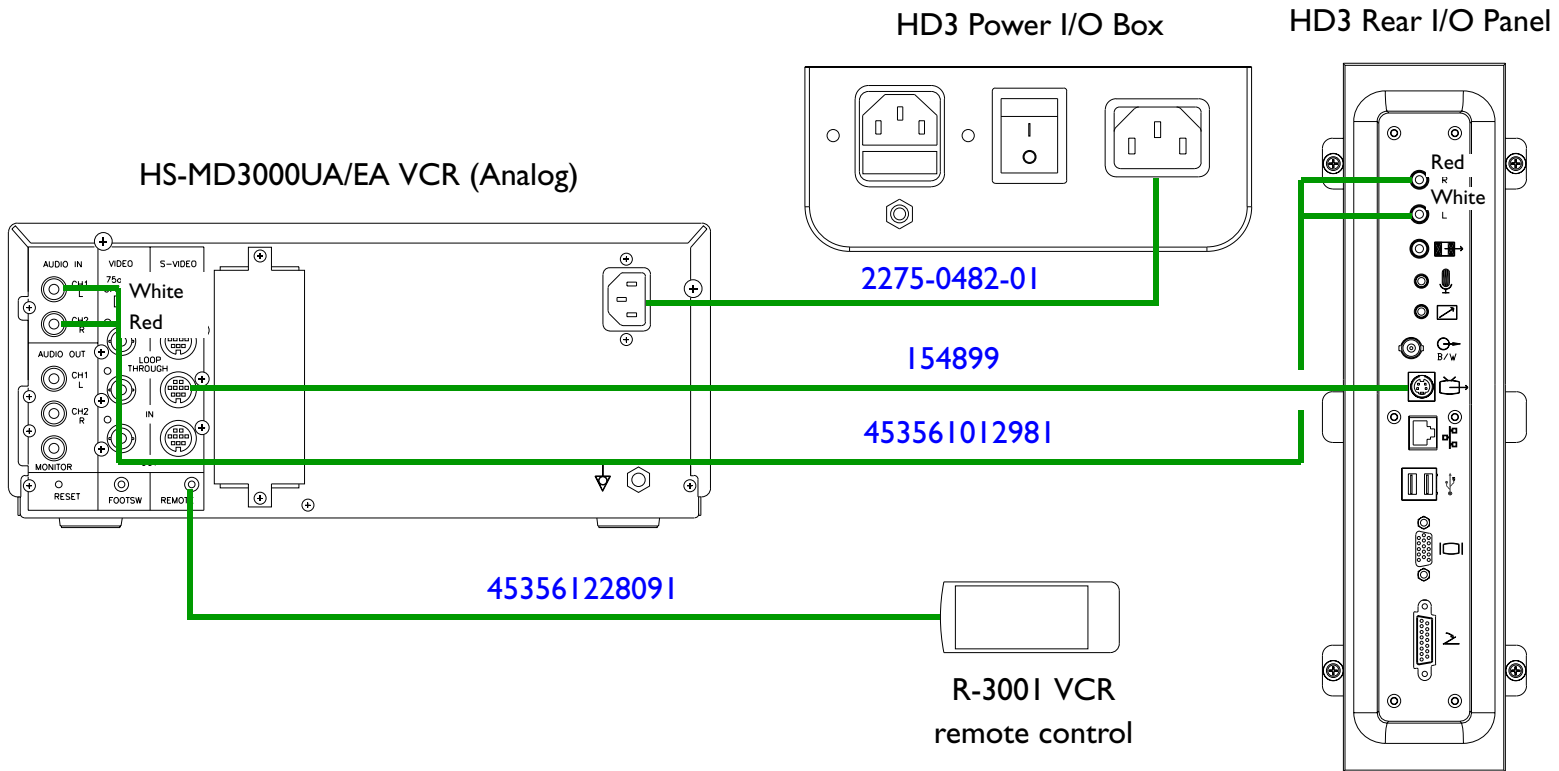 HD3 Power I/O Box
HD3 Rear I/O Panel
HS-MD3000UA/EA VCR (Analog)
AUDIO IN
VIDEO
S-VIDEO
CH1
L
CH2
R
White
Red
AUDIO OUT
CH1
L
CH2
R
LOOP
THROUGH
IN
MONITOR
RESET
FOOTSW
REMOTE
2275-0482-01
154899
453561012981
453561228091
R-3001 VCR
remote control
Red
R
White
L
B/W